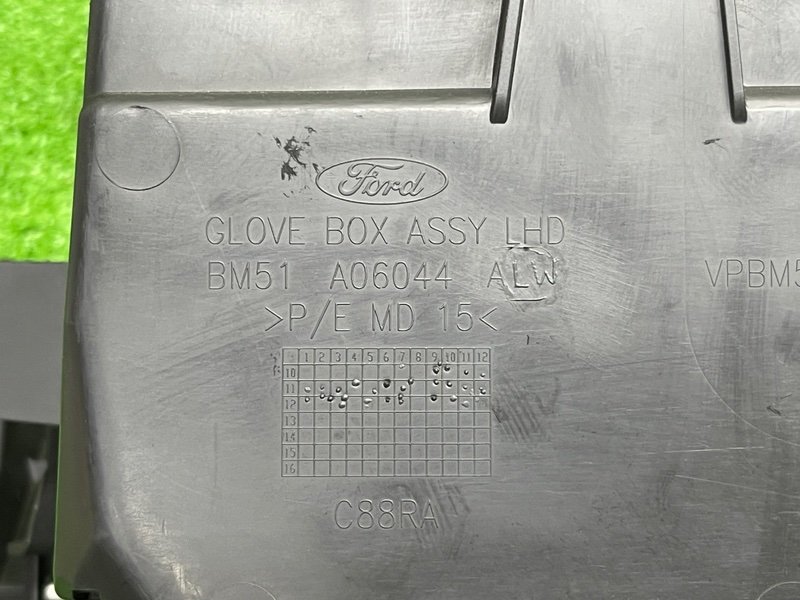 Ford
GLOVE BOX ASSY LHD
BM51 A06044 ALW
VPBM5
>P/E MD 15<
+ 1 2 3 4 5 6 7 8 9 10 11 12
10
11
12
13
14
15
16
C88RA